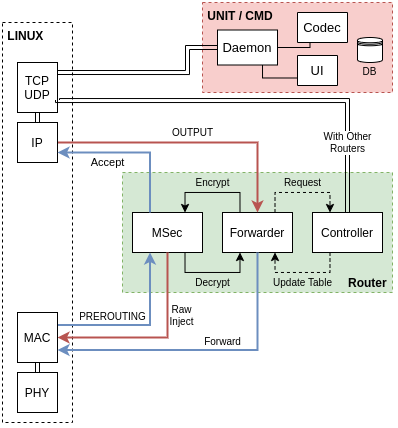 UNIT / CMD
Codec
LINUX
Daemon
UI
DB
TCP
UDP
OUTPUT
With Other
Routers
IP
Accept
Encrypt
Request
MSec
Forwarder
Controller
Decrypt
Update Table
Router
PREROUTING
Raw
Inject
MAC
Forward
PHY